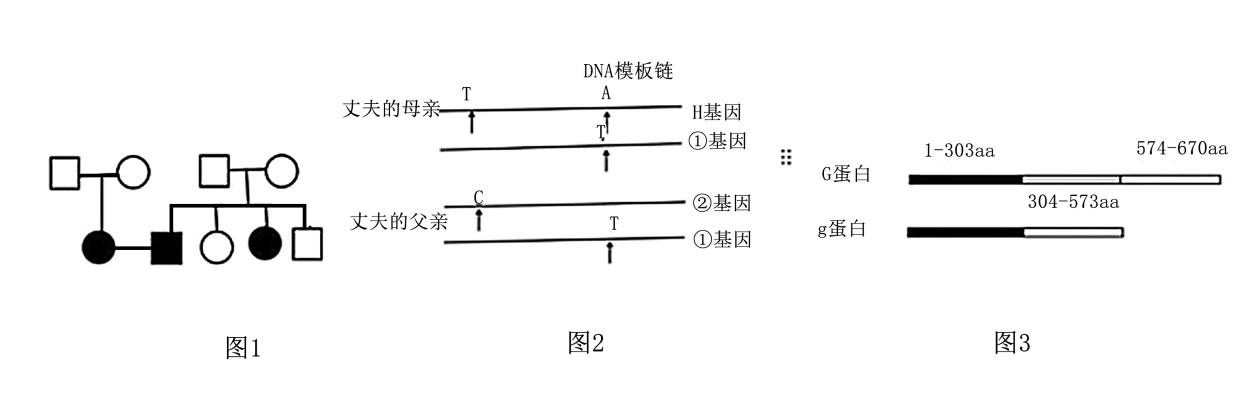 DNA模板链
T A
丈夫的母亲 H基因
T
①基因
C
②基因
丈夫的父亲 T
①基因
1-303aa 574-670aa
G蛋白
304-573aa
g蛋白
图1 图2 图3